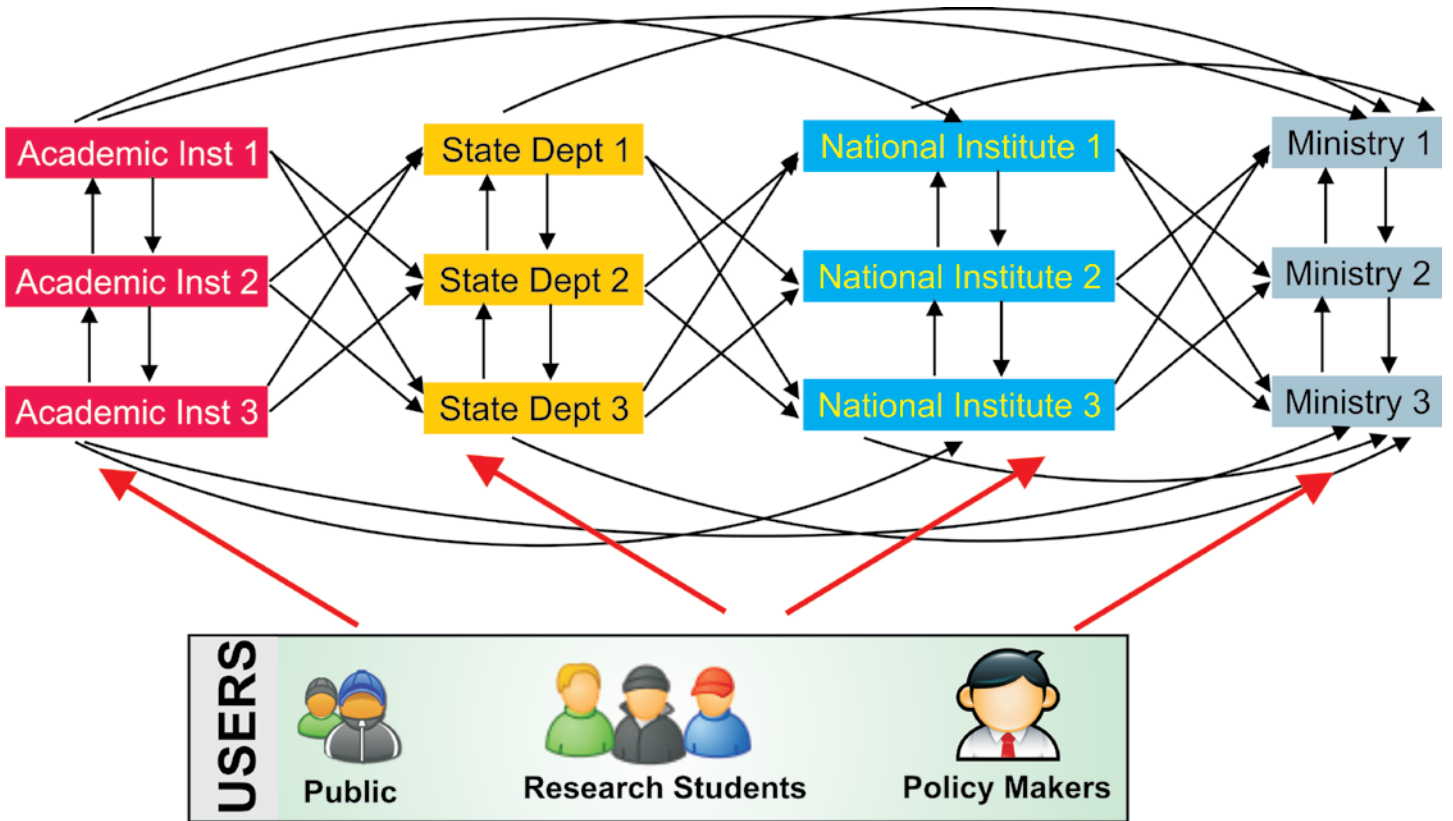 Academic Inst 1
State Dept 1
National Institute 1
Ministry 1
Academic Inst 2
State Dept 2
National Institute 2
Ministry 2
Academic Inst 3
State Dept 3
National Institute 3
Ministry 3
USERS
Public
Research Students
Policy Makers